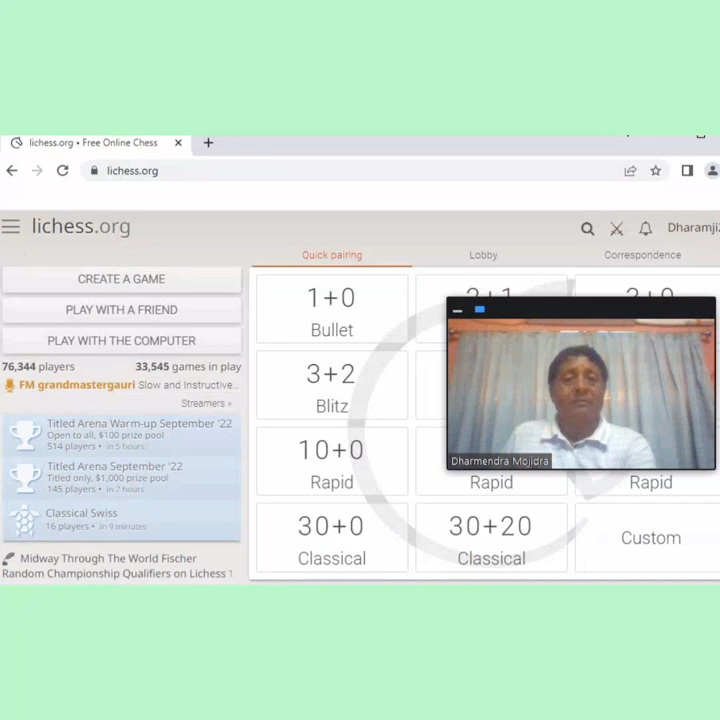 lichess.org • Free Online Chess
lichess.org
lichess.org
Quick pairing
Lobby
Correspondence
CREATE A GAME
PLAY WITH A FRIEND
PLAY WITH THE COMPUTER
76,344 players 33,545 games in play
FM grandmastergauri Slow and Instructive...
Streamers »
Titled Arena Warm-up September '22
Open to all, $100 prize pool
514 players • in 5 hours
Titled Arena September '22
Titled only, $1,000 prize pool
145 players • in 7 hours
Classical Swiss
16 players • in 9 minutes
Midway Through The World Fischer
Random Championship Qualifiers on Lichess
1+0
Bullet
3+2
Blitz
10+0
Rapid
Rapid
Rapid
30+0
Classical
30+20
Classical
Custom
Dharmendra Mojidra